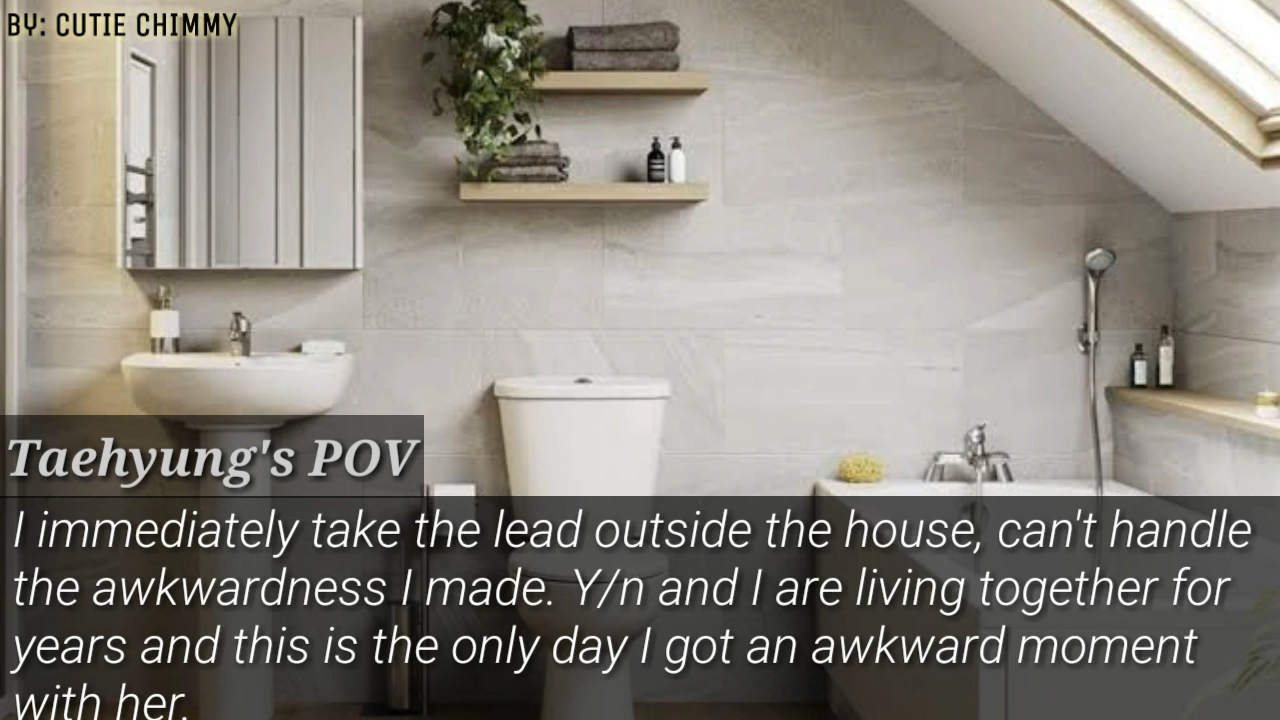 BY: CUTIE CHIMMY
Taehyung's POV
I immediately take the lead outside the house, can't handle
the awkwardness I made. Y/n and I are living together for
years and this is the only day I got an awkward moment
with her.